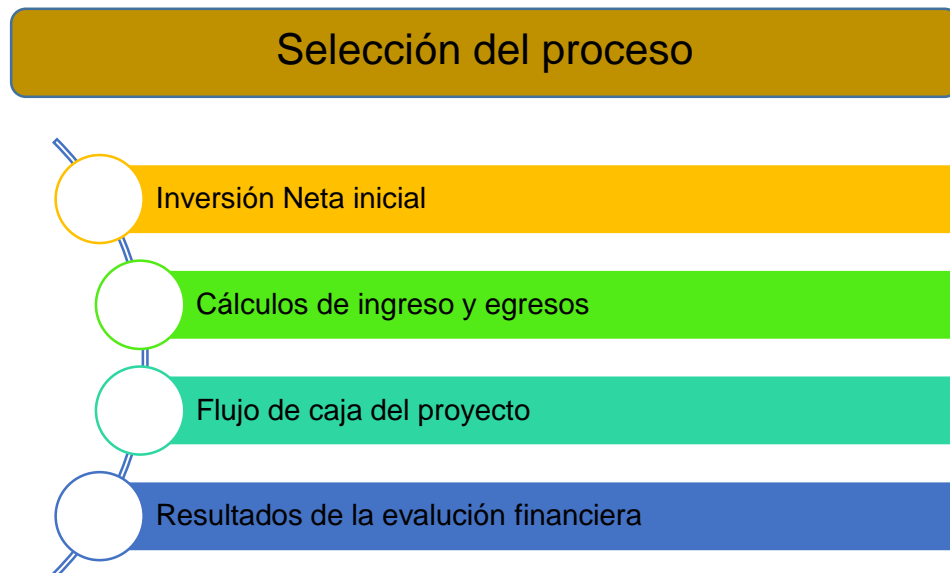 Selección del proceso
Inversión Neta inicial
Cálculos de ingreso y egresos
Flujo de caja del proyecto
Resultados de la evalución financiera